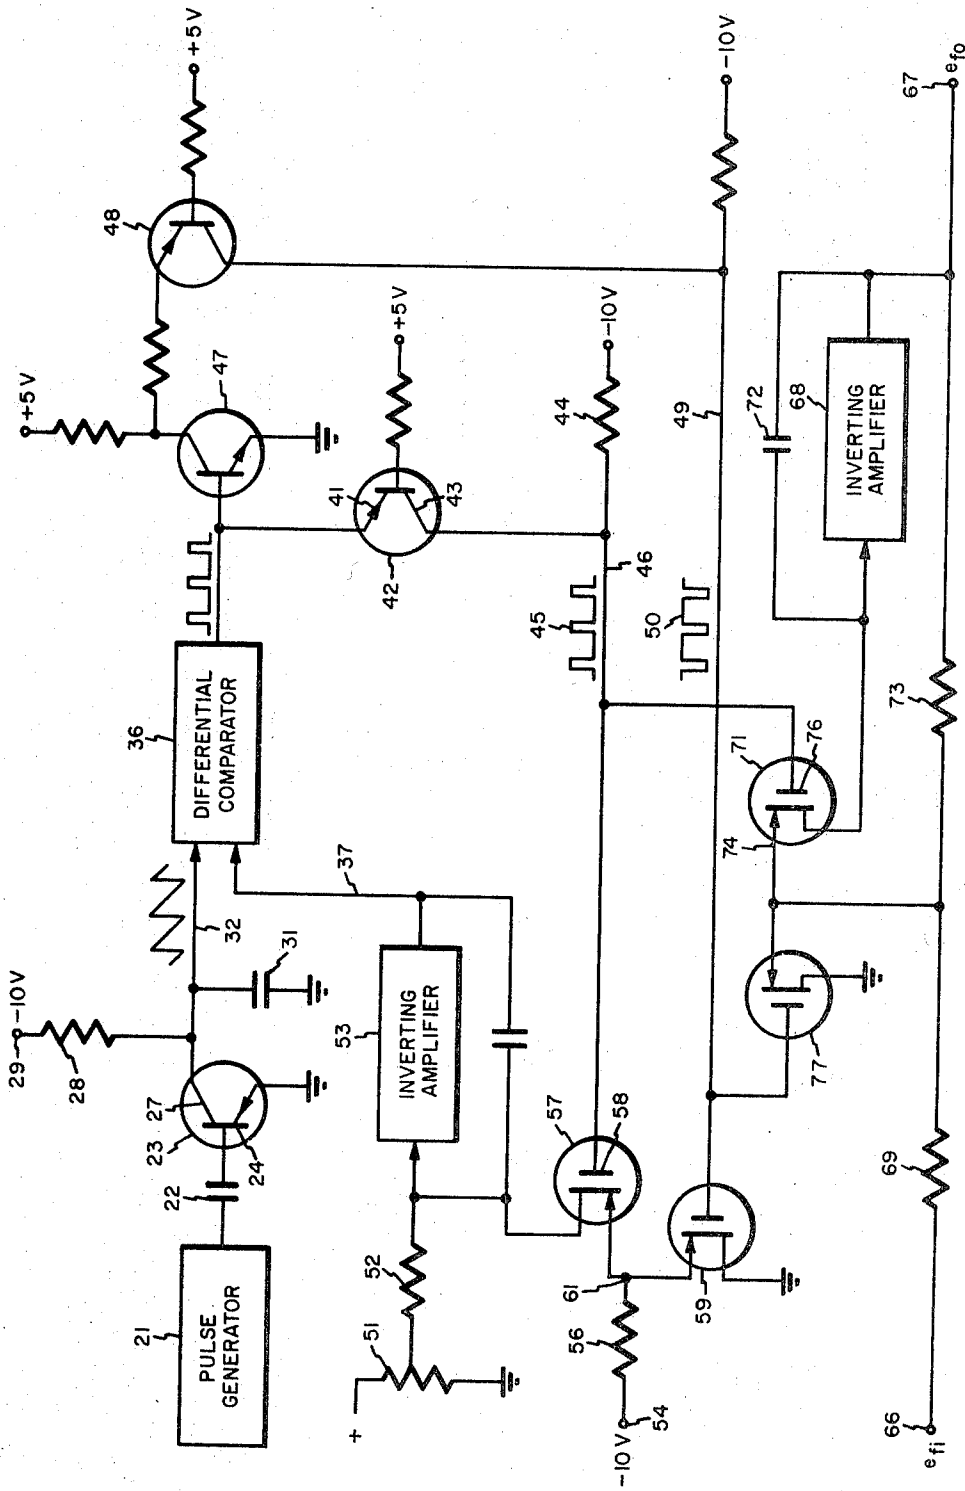 +5V
+5V
48
47
+5V
41
42
43
-10V
44
46
45
-10V
49
50
36
DIFFERENTIAL
COMPARATOR
32
37
31
-10V
29
28
27
23
24
22
21
PULSE
GENERATOR
53
INVERTING
AMPLIFIER
52
51
+
57
58
59
61
56
54
-10V
72
68
INVERTING
AMPLIFIER
71
76
74
77
73
69
66
efi
67
efo